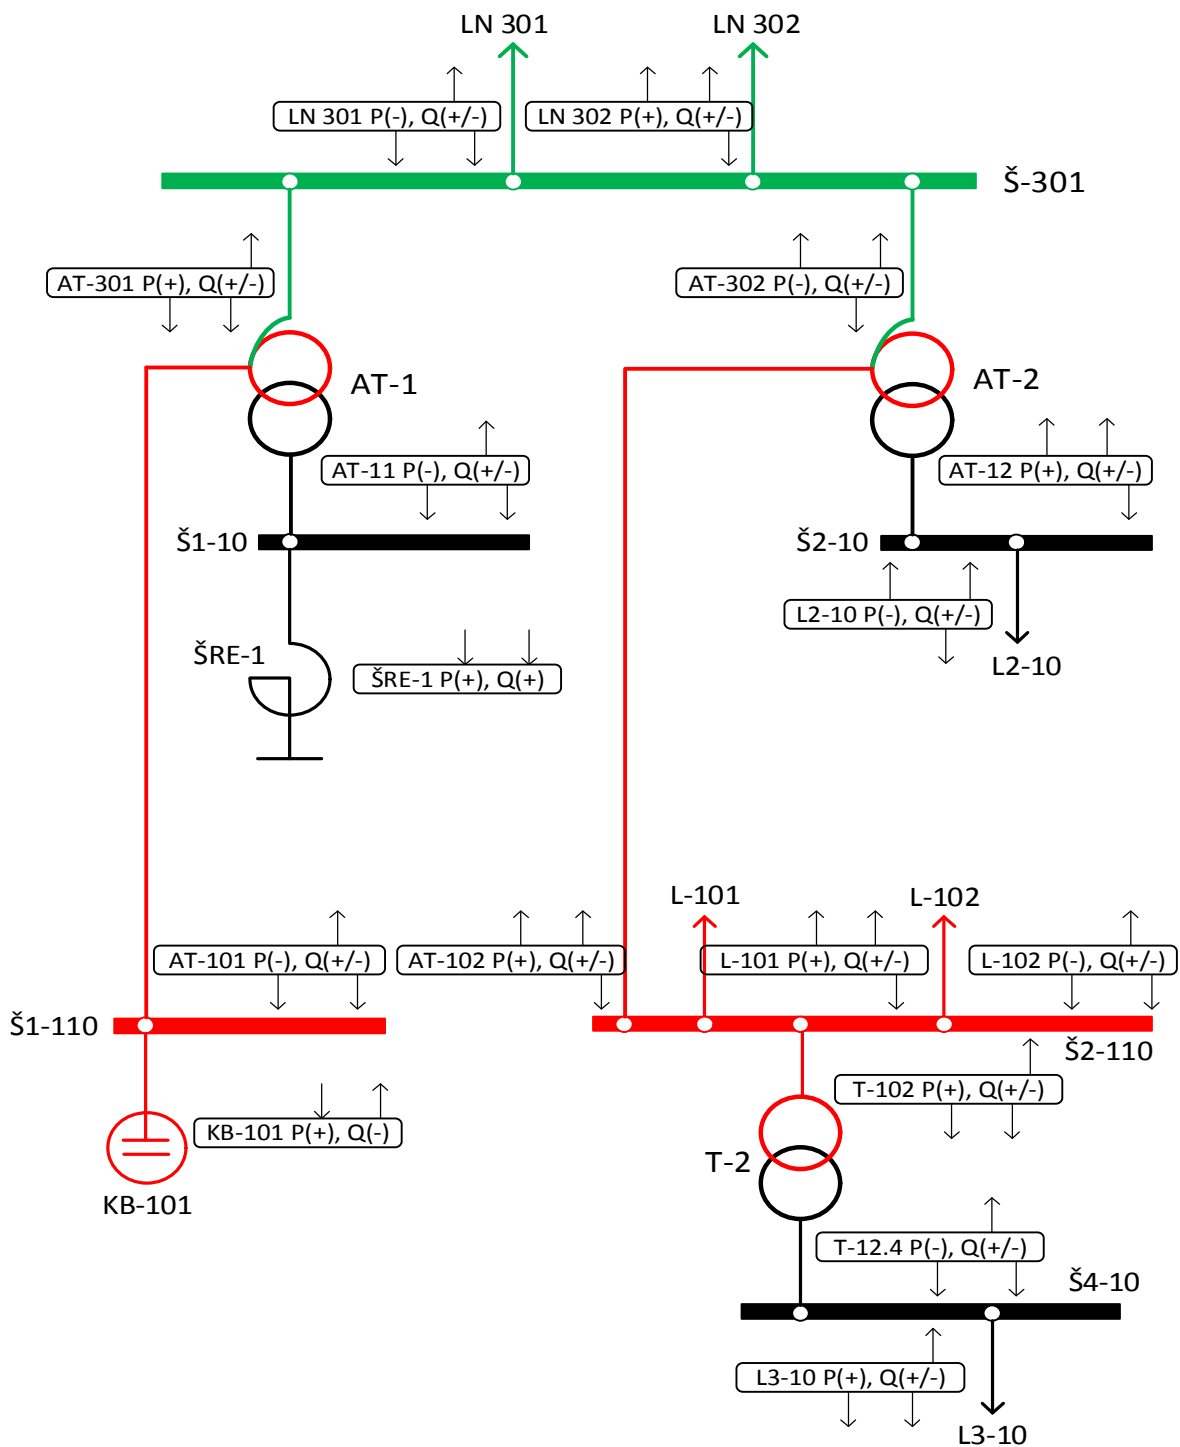 LN 301
LN 302
LN 301 P(-), Q(+/-)
LN 302 P(+), Q(+/-)
Š-301
AT-301 P(+), Q(+/-)
AT-302 P(-), Q(+/-)
AT-1
AT-2
AT-11 P(-), Q(+/-)
AT-12 P(+), Q(+/-)
Š1-10
Š2-10
L2-10 P(-), Q(+/-)
ŠRE-1
ŠRE-1 P(+), Q(+)
L2-10
L-101
L-102
AT-101 P(-), Q(+/-)
AT-102 P(+), Q(+/-)
L-101 P(+), Q(+/-)
L-102 P(-), Q(+/-)
Š1-110
Š2-110
T-102 P(+), Q(+/-)
KB-101 P(+), Q(-)
T-2
KB-101
T-12.4 P(-), Q(+/-)
Š4-10
L3-10 P(+), Q(+/-)
L3-10